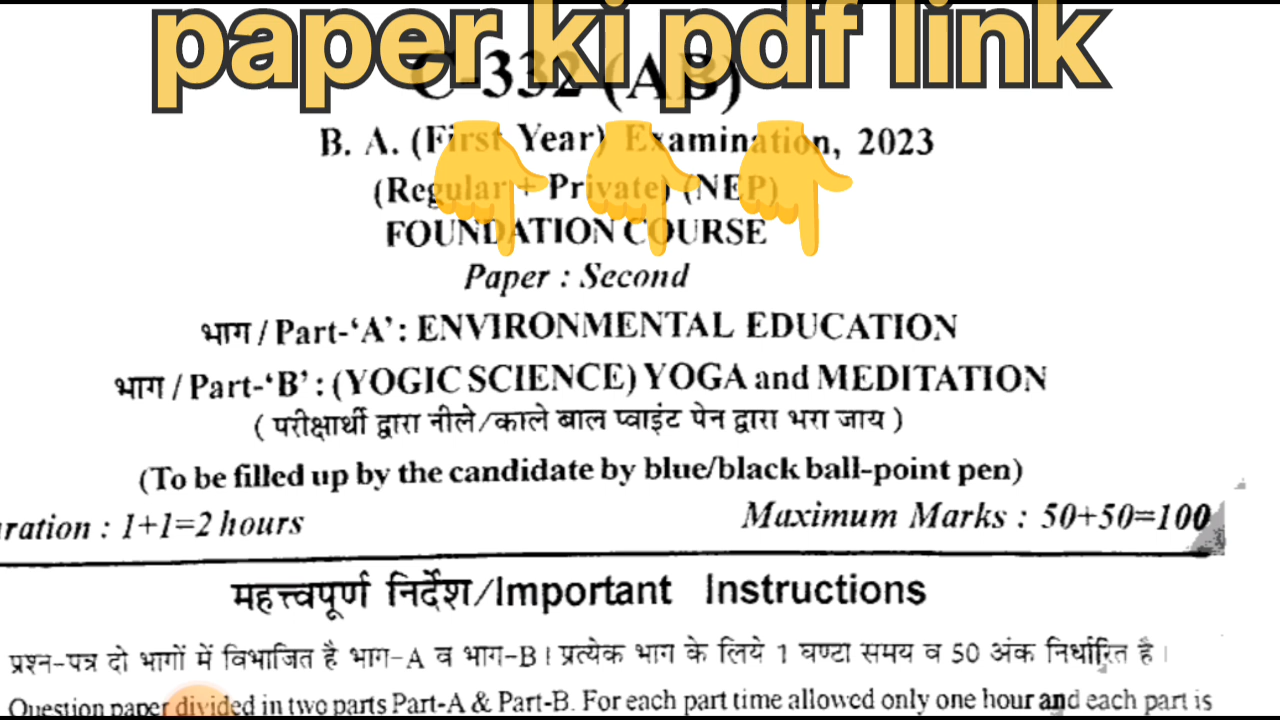 paper ki pdf link
C-332 (AB)
B. A. (First Year) Examination, 2023
(Regular + Private) (NEP)
FOUNDATION COURSE
Paper : Second
भाग / Part-‘A’ : ENVIRONMENTAL EDUCATION
भाग / Part-‘B’ : (YOGIC SCIENCE) YOGA and MEDITATION
( परीक्षार्थी द्वारा नीले/काले बाल प्वाइंट पेन द्वारा भरा जाय )
(To be filled up by the candidate by blue/black ball-point pen)
uration : 1+1=2 hours
Maximum Marks : 50+50=100
महत्त्वपूर्ण निर्देश/Important Instructions
प्रश्न-पत्र दो भागों में विभाजित है भाग-A व भाग-B। प्रत्येक भाग के लिये 1 घण्टा समय व 50 अंक निर्धारित है।
Question paper divided in two parts Part-A & Part-B. For each part time allowed only one hour and each part is